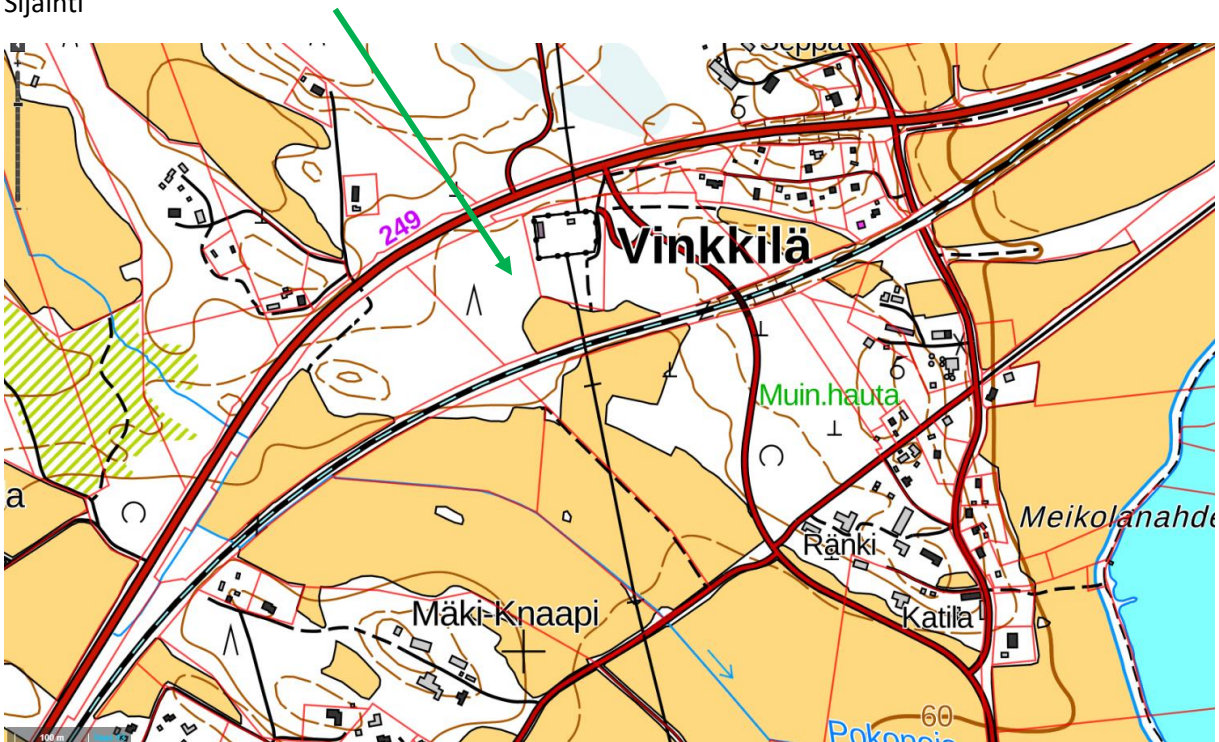 Sijainti
Seppä
249
Vinkkilä
Muin.hauta
a
Meikolanahde
Ränki
Mäki-Knaapi
Katila
60
100 m